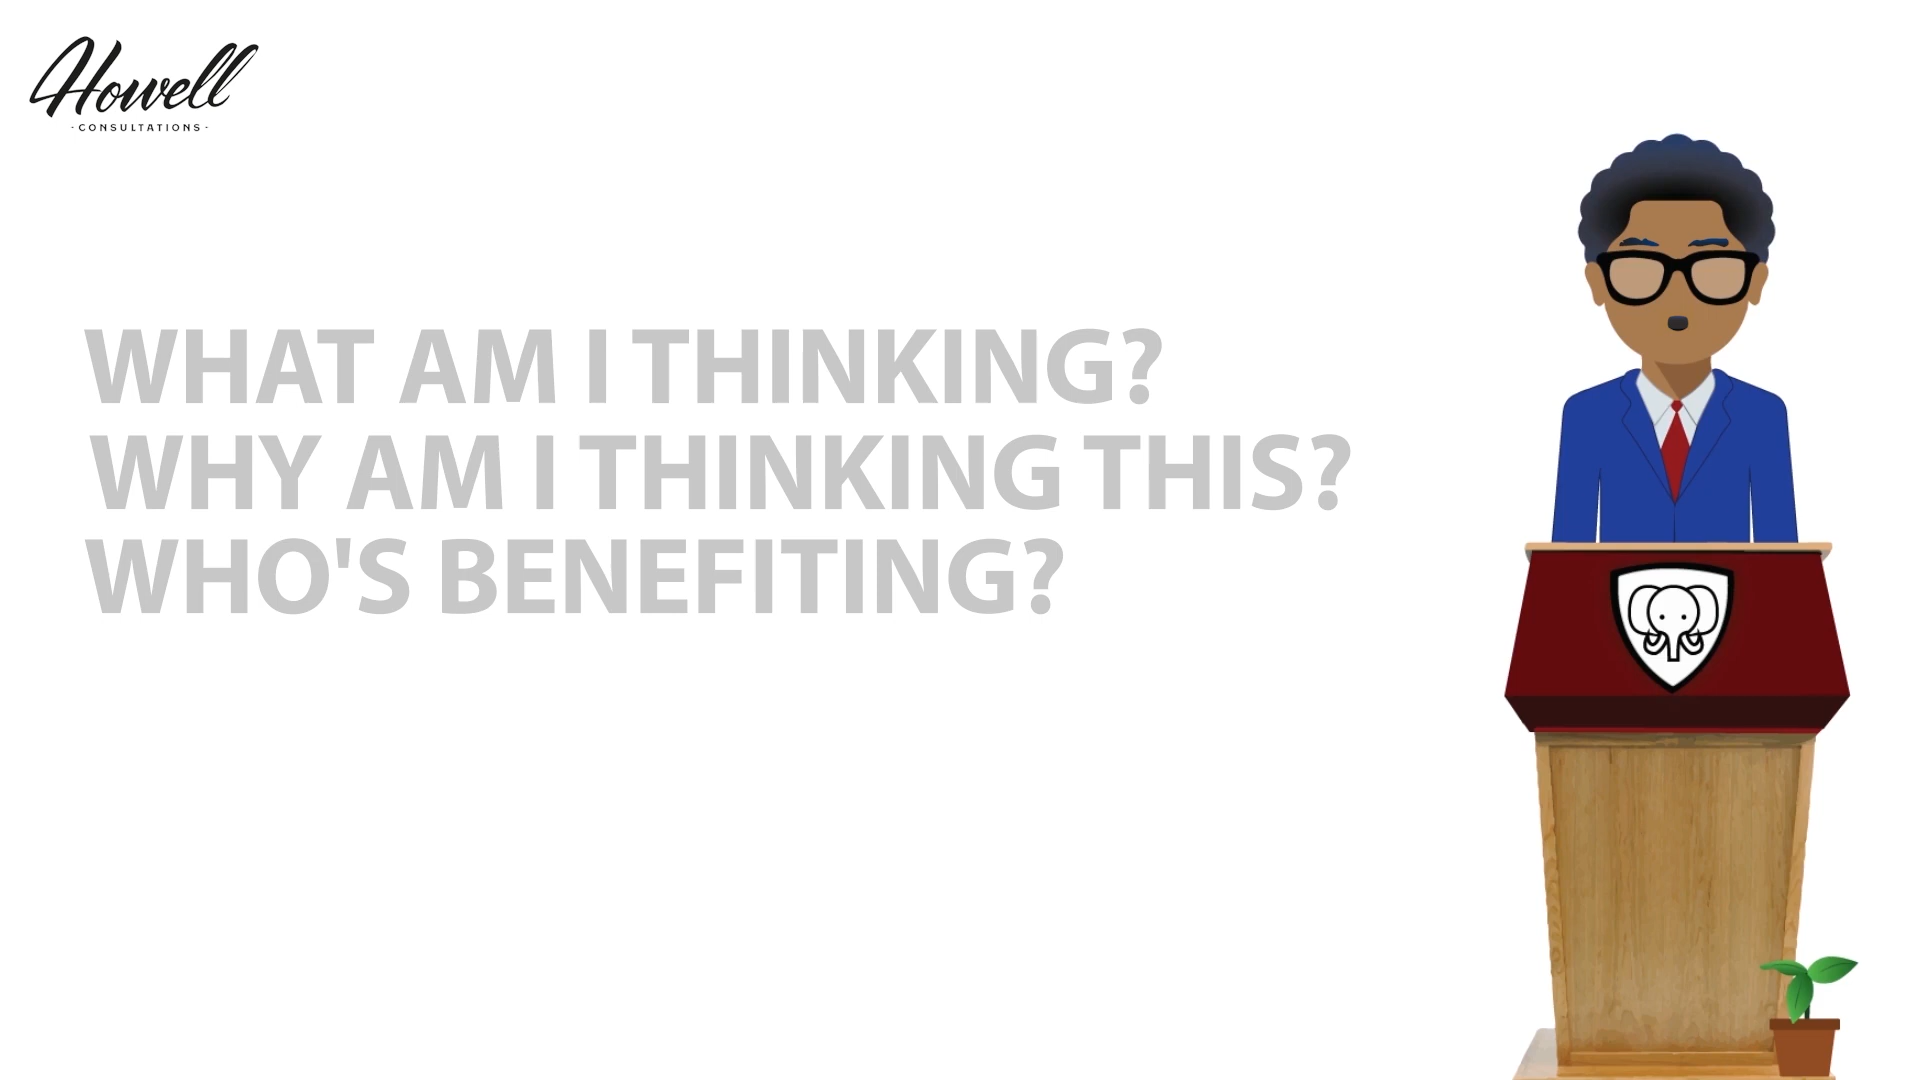 Howell
·CONSULTATIONS·
WHAT AM I THINKING?
WHY AM I THINKING THIS?
WHO'S BENEFITING?